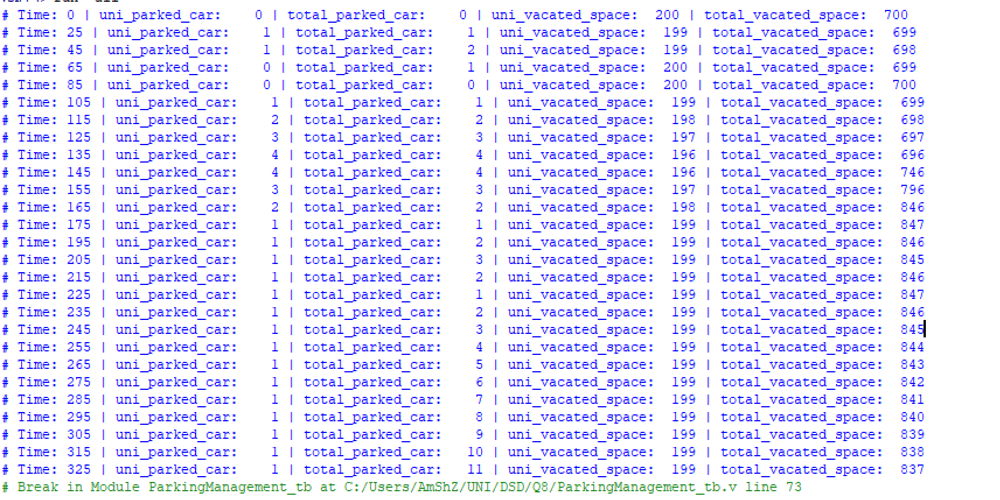 # Time: 0 | uni_parked_car:     0 | total_parked_car:     0 | uni_vacated_space:  200 | total_vacated_space:  700
# Time: 25 | uni_parked_car:     1 | total_parked_car:     1 | uni_vacated_space:  199 | total_vacated_space:  699
# Time: 45 | uni_parked_car:     1 | total_parked_car:     2 | uni_vacated_space:  199 | total_vacated_space:  698
# Time: 65 | uni_parked_car:     0 | total_parked_car:     1 | uni_vacated_space:  200 | total_vacated_space:  699
# Time: 85 | uni_parked_car:     0 | total_parked_car:     0 | uni_vacated_space:  200 | total_vacated_space:  700
# Time: 105 | uni_parked_car:     1 | total_parked_car:     1 | uni_vacated_space:  199 | total_vacated_space:  699
# Time: 115 | uni_parked_car:     2 | total_parked_car:     2 | uni_vacated_space:  198 | total_vacated_space:  698
# Time: 125 | uni_parked_car:     3 | total_parked_car:     3 | uni_vacated_space:  197 | total_vacated_space:  697
# Time: 135 | uni_parked_car:     4 | total_parked_car:     4 | uni_vacated_space:  196 | total_vacated_space:  696
# Time: 145 | uni_parked_car:     4 | total_parked_car:     4 | uni_vacated_space:  196 | total_vacated_space:  746
# Time: 155 | uni_parked_car:     3 | total_parked_car:     3 | uni_vacated_space:  197 | total_vacated_space:  796
# Time: 165 | uni_parked_car:     2 | total_parked_car:     2 | uni_vacated_space:  198 | total_vacated_space:  846
# Time: 175 | uni_parked_car:     1 | total_parked_car:     1 | uni_vacated_space:  199 | total_vacated_space:  847
# Time: 195 | uni_parked_car:     1 | total_parked_car:     2 | uni_vacated_space:  199 | total_vacated_space:  846
# Time: 205 | uni_parked_car:     1 | total_parked_car:     3 | uni_vacated_space:  199 | total_vacated_space:  845
# Time: 215 | uni_parked_car:     1 | total_parked_car:     2 | uni_vacated_space:  199 | total_vacated_space:  846
# Time: 225 | uni_parked_car:     1 | total_parked_car:     1 | uni_vacated_space:  199 | total_vacated_space:  847
# Time: 235 | uni_parked_car:     1 | total_parked_car:     2 | uni_vacated_space:  199 | total_vacated_space:  846
# Time: 245 | uni_parked_car:     1 | total_parked_car:     3 | uni_vacated_space:  199 | total_vacated_space:  845
# Time: 255 | uni_parked_car:     1 | total_parked_car:     4 | uni_vacated_space:  199 | total_vacated_space:  844
# Time: 265 | uni_parked_car:     1 | total_parked_car:     5 | uni_vacated_space:  199 | total_vacated_space:  843
# Time: 275 | uni_parked_car:     1 | total_parked_car:     6 | uni_vacated_space:  199 | total_vacated_space:  842
# Time: 285 | uni_parked_car:     1 | total_parked_car:     7 | uni_vacated_space:  199 | total_vacated_space:  841
# Time: 295 | uni_parked_car:     1 | total_parked_car:     8 | uni_vacated_space:  199 | total_vacated_space:  840
# Time: 305 | uni_parked_car:     1 | total_parked_car:     9 | uni_vacated_space:  199 | total_vacated_space:  839
# Time: 315 | uni_parked_car:     1 | total_parked_car:    10 | uni_vacated_space:  199 | total_vacated_space:  838
# Time: 325 | uni_parked_car:     1 | total_parked_car:    11 | uni_vacated_space:  199 | total_vacated_space:  837
# Break in Module ParkingManagement_tb at C:/Users/AmShZ/UNI/DSD/Q8/ParkingManagement_tb.v line 73